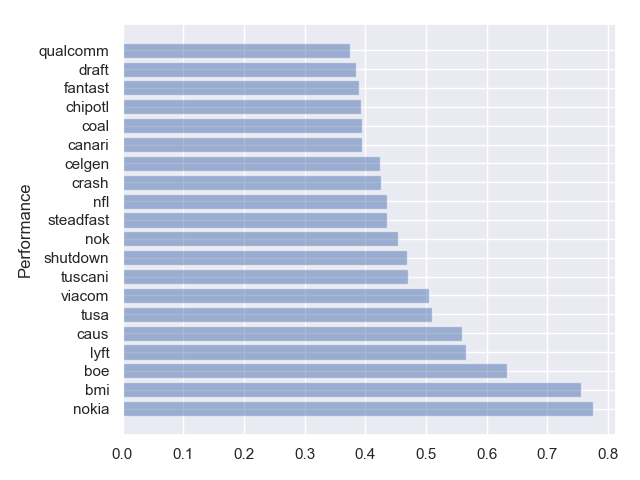 qualcomm
draft
fantast
chipotl
coal
canari
celgen
crash
nfl
steadfast
nok
shutdown
tuscani
viacom
tusa
caus
lyft
boe
bmi
nokia
Performance
0.0 0.1 0.2 0.3 0.4 0.5 0.6 0.7 0.8